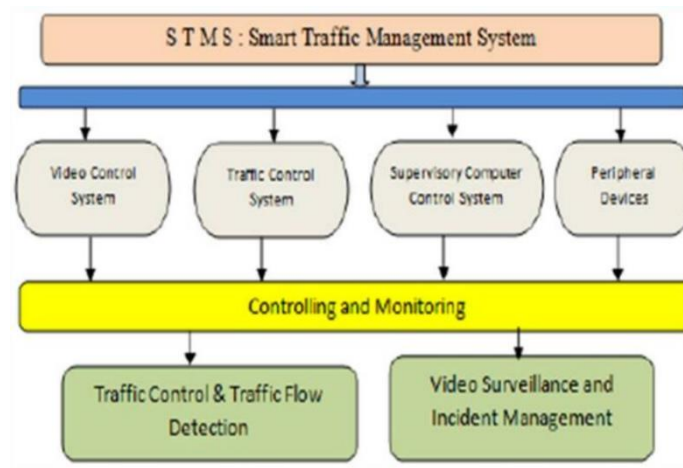 S T M S : Smart Traffic Management System
Video Control
System
Traffic Control
System
Supervisory Computer
Control System
Peripheral
Devices
Controlling and Monitoring
Traffic Control & Traffic Flow
Detection
Video Surveillance and
Incident Management